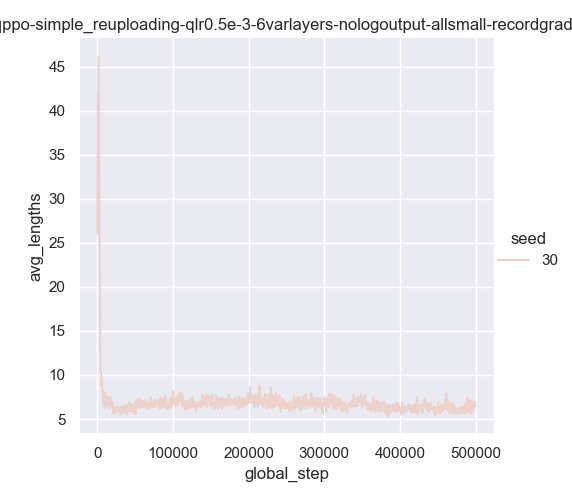 qppo-simple_reuploading-qlr0.5e-3-6varlayers-nologoutput-allsmall-recordgrad
45
40
35
30
25
20
15
10
5
avg_lengths
0 100000 200000 300000 400000 500000
global_step
seed
30